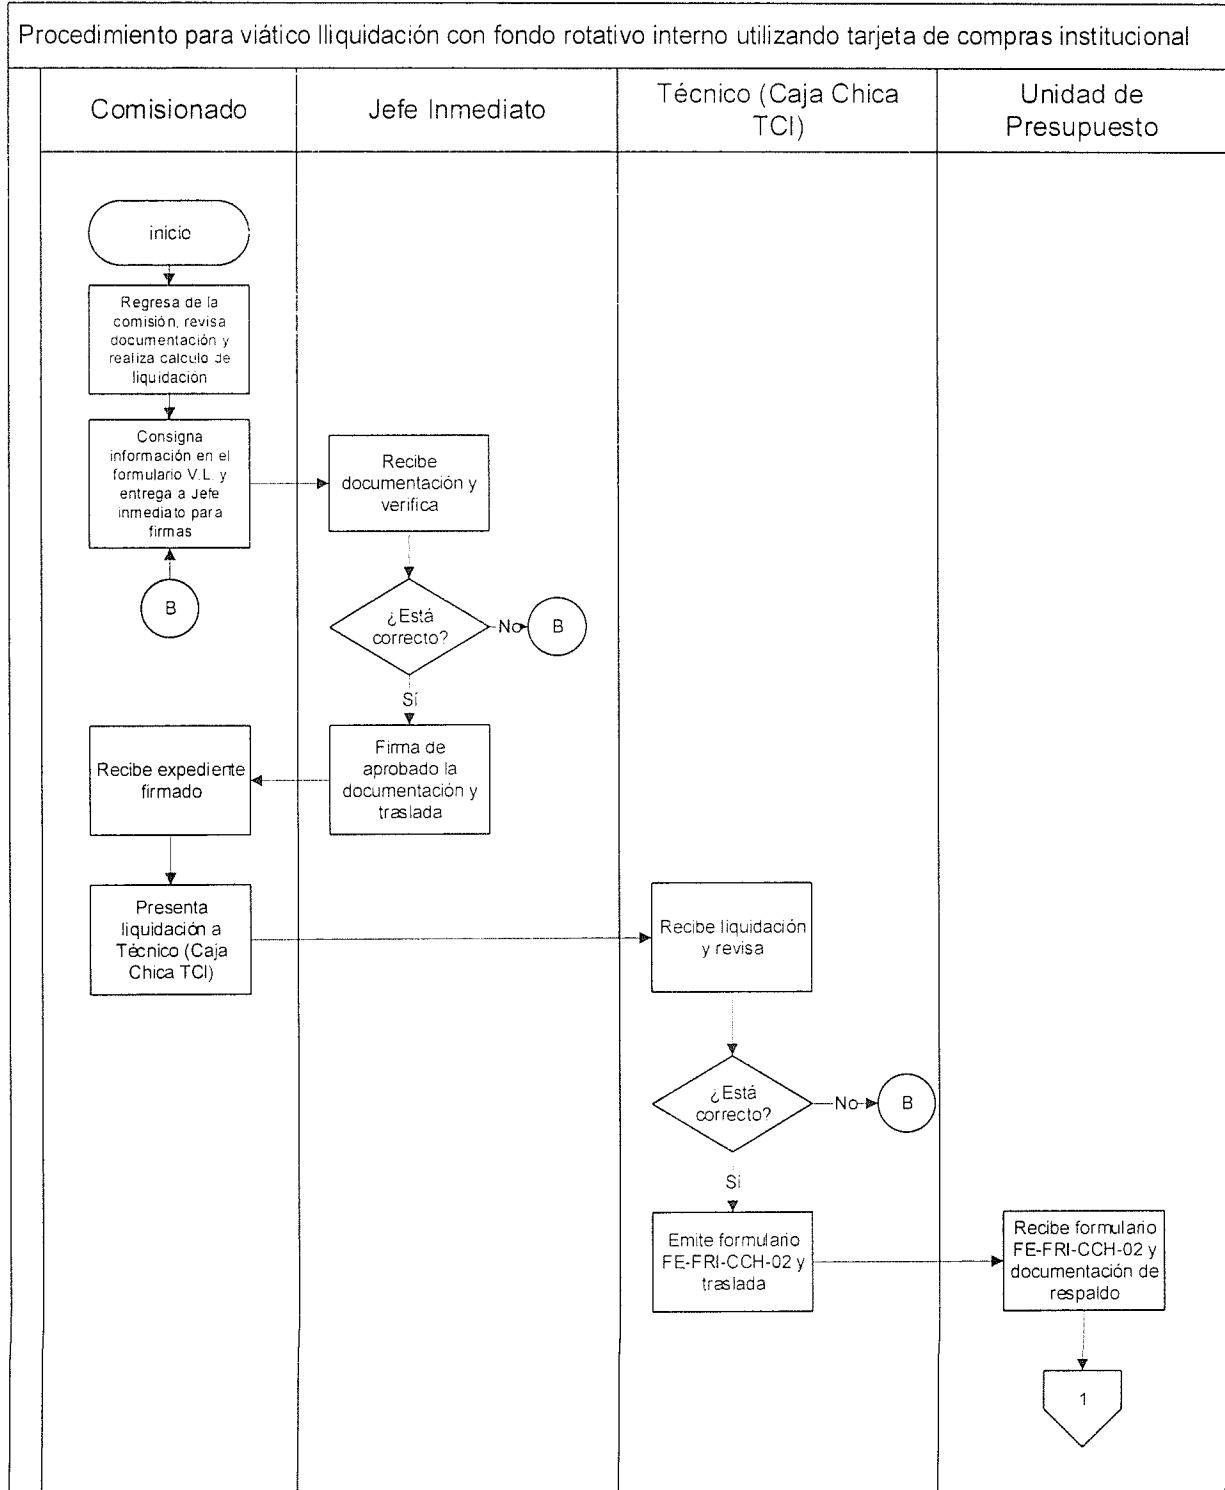 Procedimiento para viático lliquidación con fondo rotativo interno utilizando tarjeta de compras institucional
Comisionado
Jefe Inmediato
Técnico (Caja Chica
TCI)
Unidad de
Presupuesto
inicio
Regresa de la
comisión, revisa
documentación y
realiza calculo de
liquidación
Consigna
información en el
formulario V.L. y
entrega a Jefe
inmediato para
firmas
B
Recibe
documentación y
verifica
¿Está
correcto?
No
B
Sí
Firma de
aprobado la
documentación y
traslada
Recibe expediente
firmado
Presenta
liquidación a
Técnico (Caja
Chica TCI)
Recibe liquidación
y revisa
¿Está
correcto?
No
B
Sí
Emite formulario
FE-FRI-CCH-02 y
traslada
Recibe formulario
FE-FRI-CCH-02 y
documentación de
respaldo
1